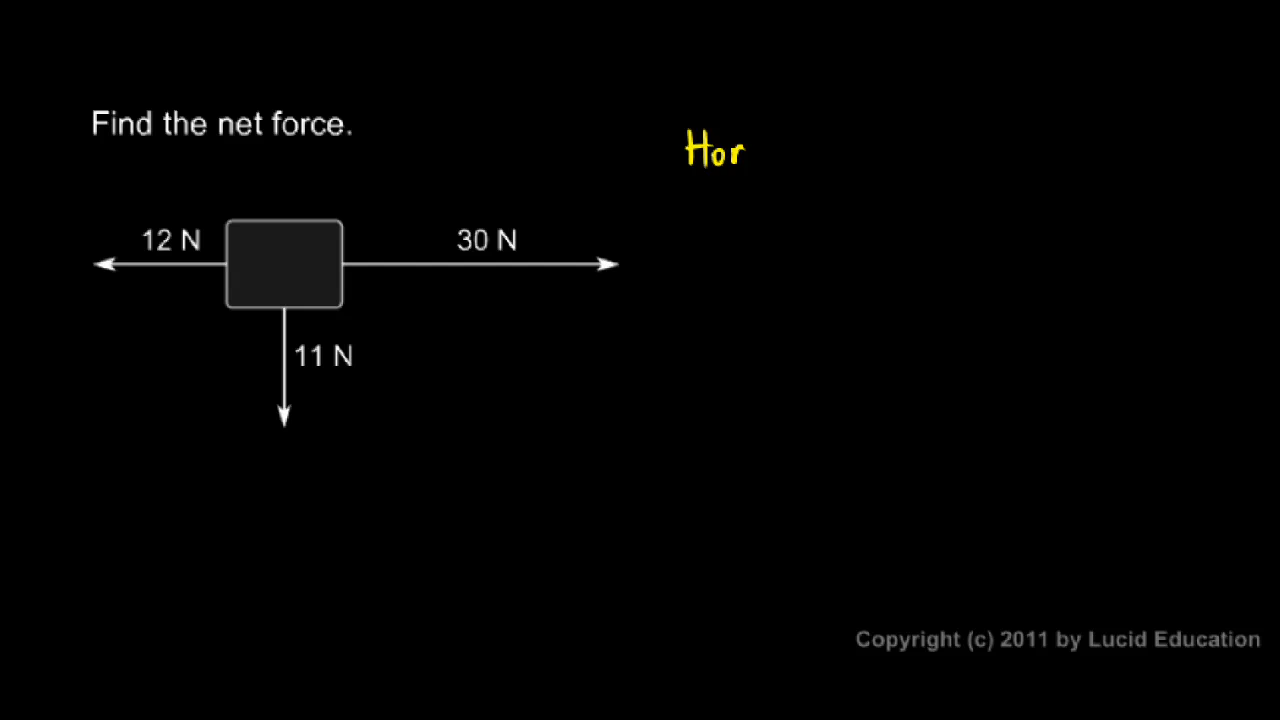 Find the net force.
Hor
12 N
30 N
11 N
Copyright (c) 2011 by Lucid Education